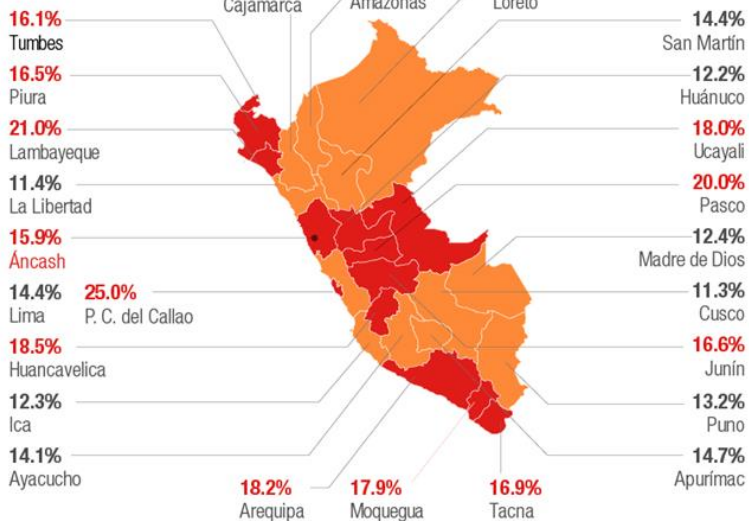 Cajamarca
Amazonas
Loreto
16.1%
Tumbes
16.5%
Piura
21.0%
Lambayeque
11.4%
La Libertad
15.9%
Áncash
14.4%
Lima
25.0%
P. C. del Callao
18.5%
Huancavelica
12.3%
Ica
14.1%
Ayacucho
18.2%
Arequipa
17.9%
Moquegua
16.9%
Tacna
14.4%
San Martín
12.2%
Huánuco
18.0%
Ucayali
20.0%
Pasco
12.4%
Madre de Dios
11.3%
Cusco
16.6%
Junín
13.2%
Puno
14.7%
Apurímac